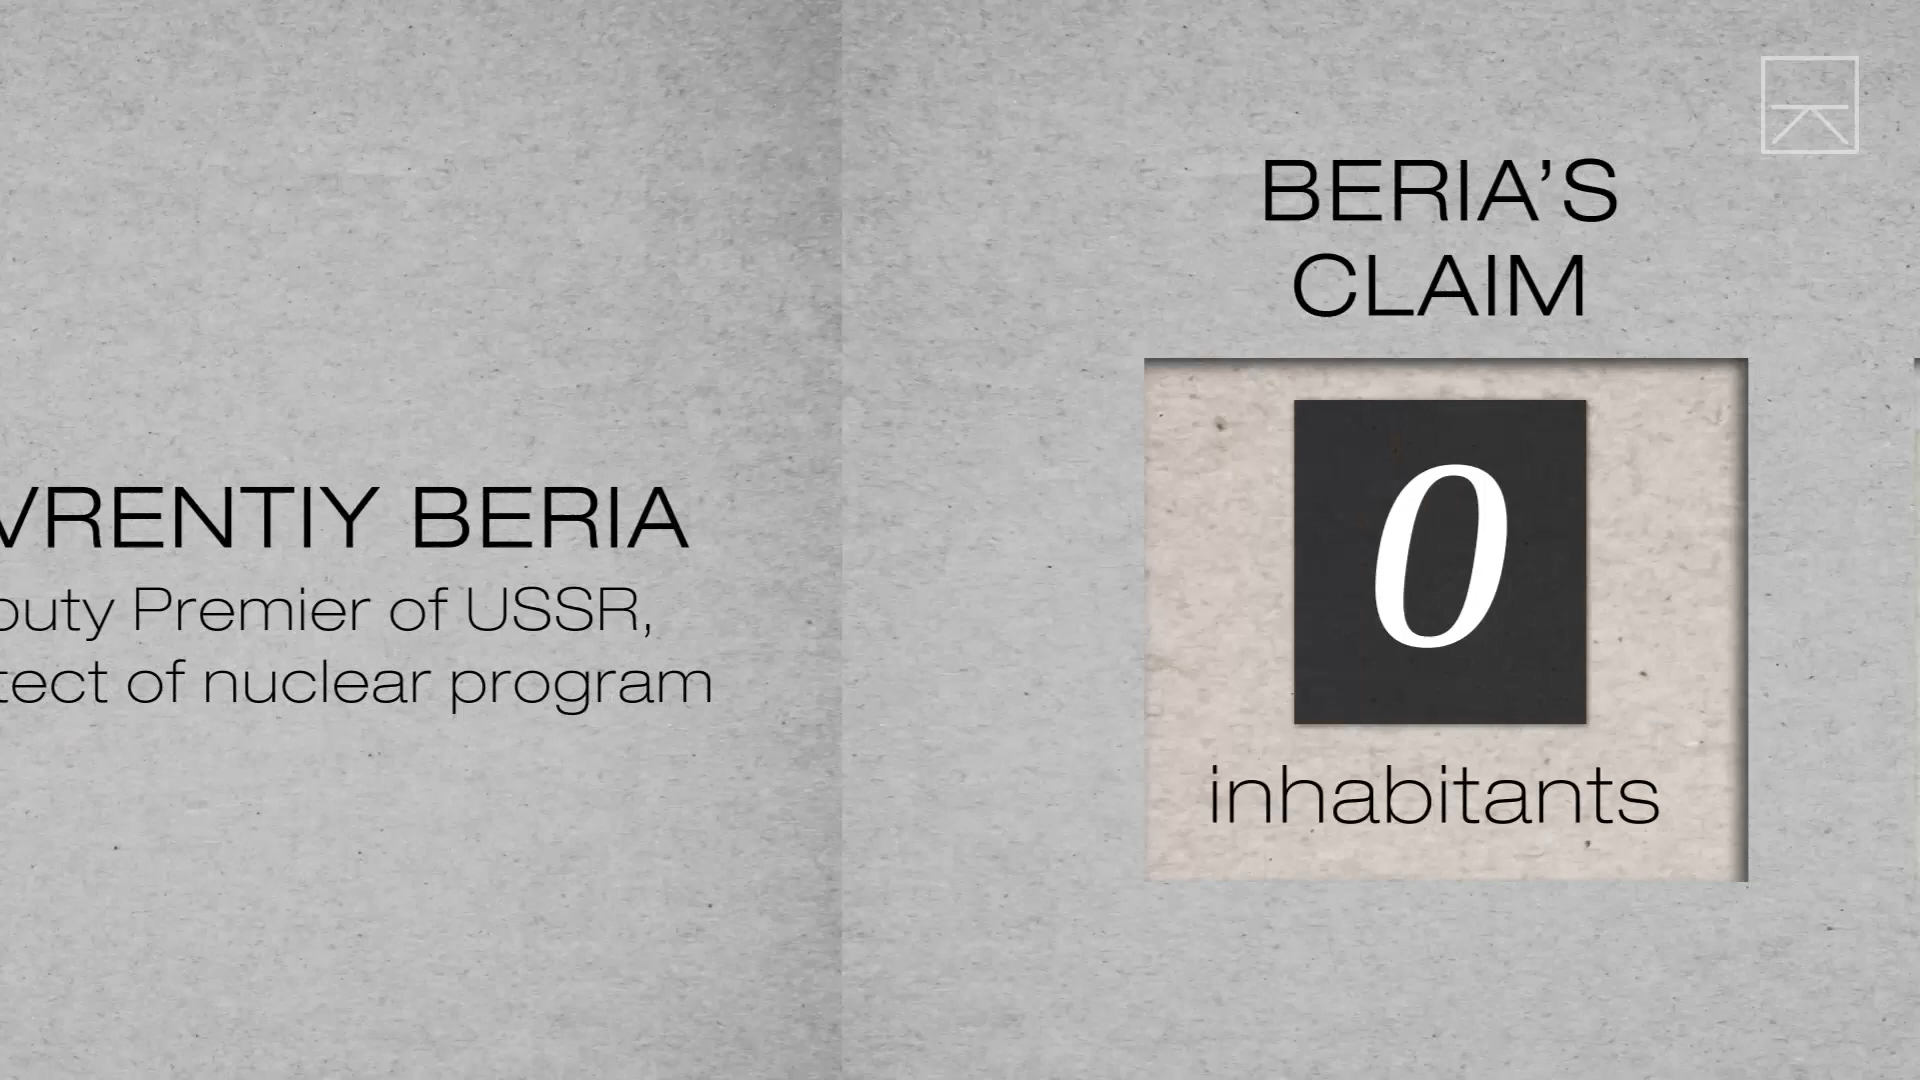 VRENTIY BERIA
puty Premier of USSR,
tect of nuclear program
BERIA’S
CLAIM
0
inhabitants